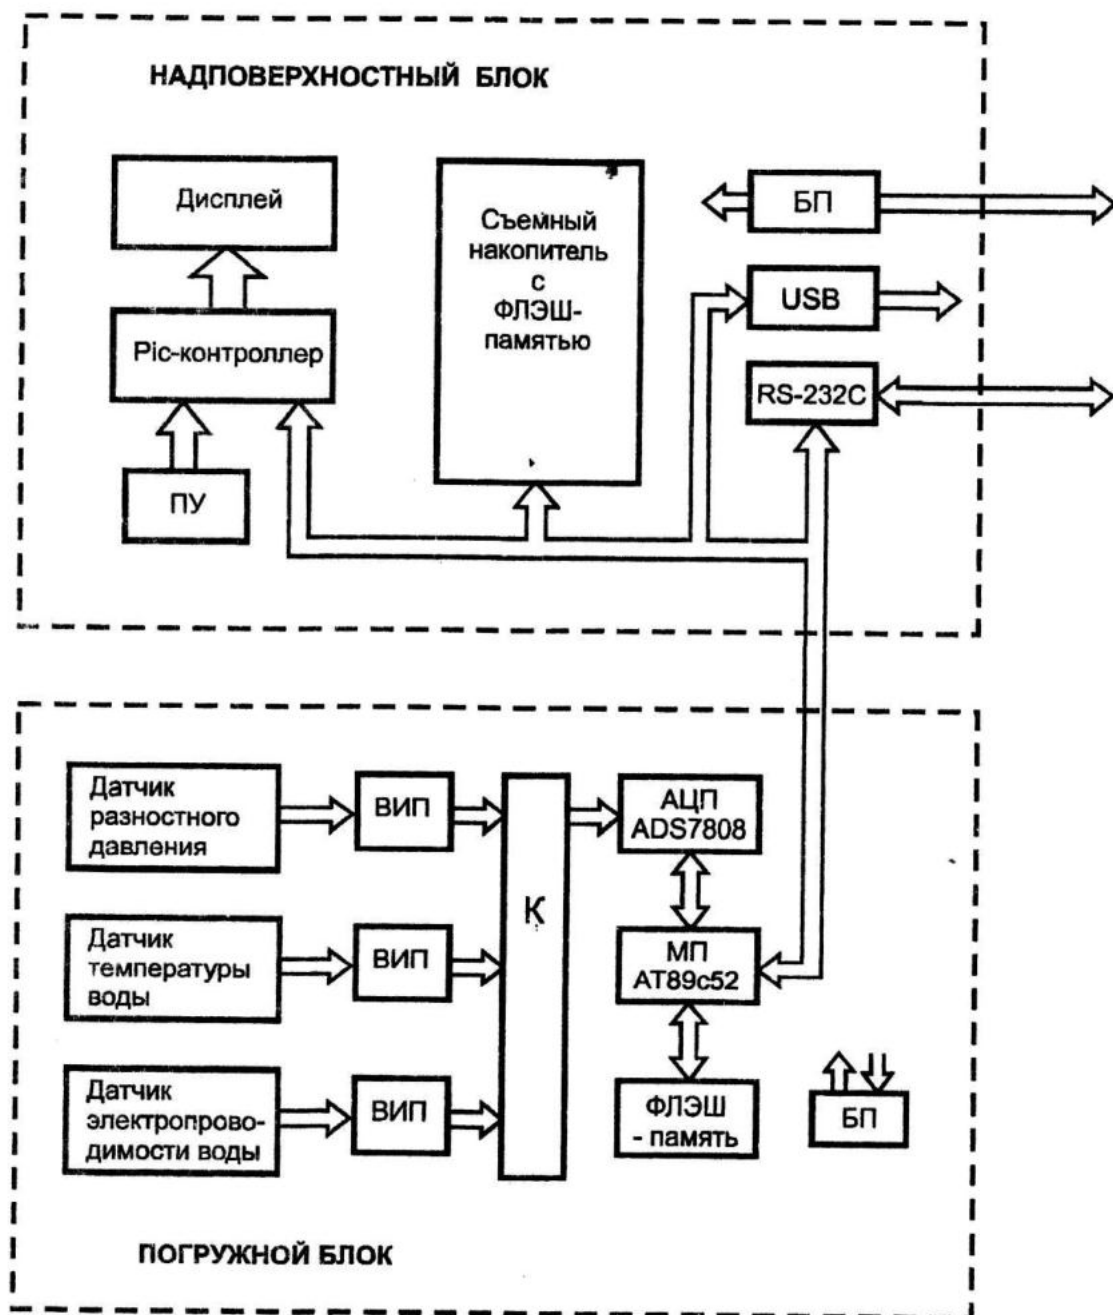 НАДПОВЕРХНОСТНЫЙ БЛОК
Дисплей
Pic-контроллер
ПУ
Съемный
накопитель
с
ФЛЭШ-
памятью
БП
USB
RS-232C
Датчик
разностного
давления
ВИП
Датчик
температуры
воды
ВИП
Датчик
электропрово-
димости воды
ВИП
К
АЦП
ADS7808
МП
АТ89с52
ФЛЭШ
- память
БП
ПОГРУЖНОЙ БЛОК